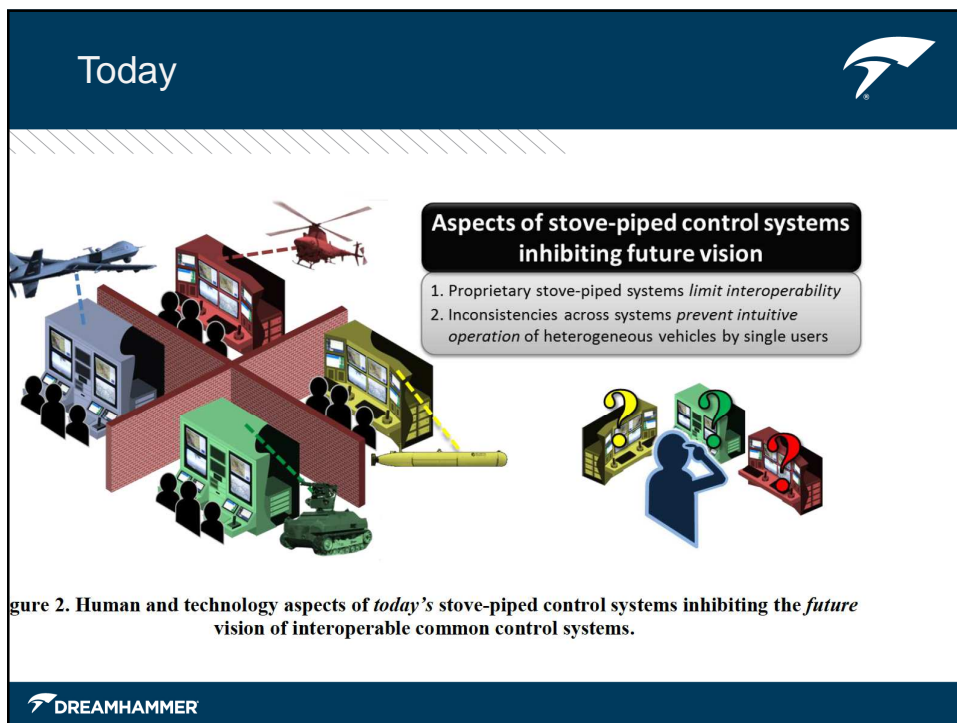 Today
®
Aspects of stove-piped control systems
inhibiting future vision
1. Proprietary stove-piped systems limit interoperability
2. Inconsistencies across systems prevent intuitive
operation of heterogeneous vehicles by single users
? ? ?
gure 2. Human and technology aspects of today's stove-piped control systems inhibiting the future
vision of interoperable common control systems.
DREAMHAMMER